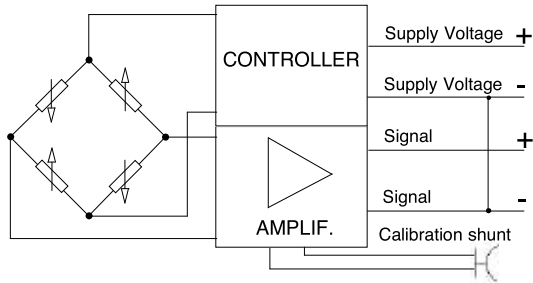 Supply Voltage +
CONTROLLER
Supply Voltage -
Signal +
Signal -
AMPLIF.
Calibration shunt